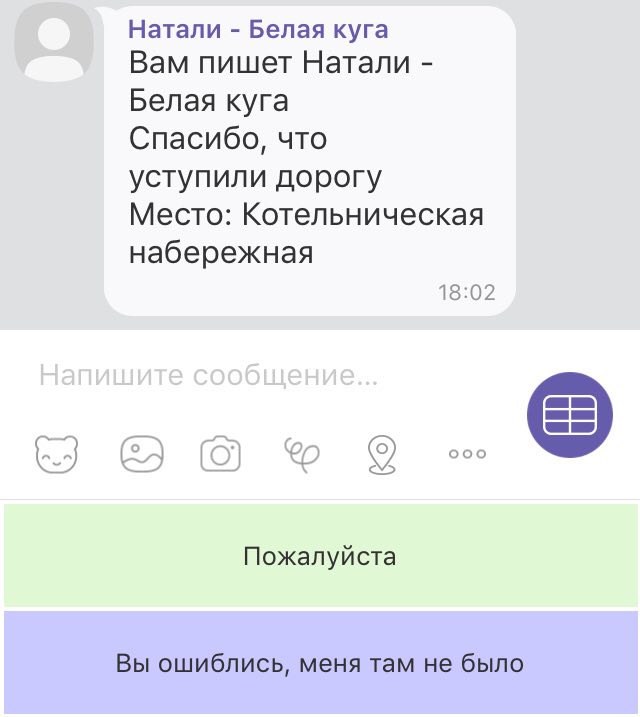 Натали - Белая куга
Вам пишет Натали -
Белая куга
Спасибо, что
уступили дорогу
Место: Котельническая
набережная
18:02
Напишите сообщение...
Пожалуйста
Вы ошиблись, меня там не было